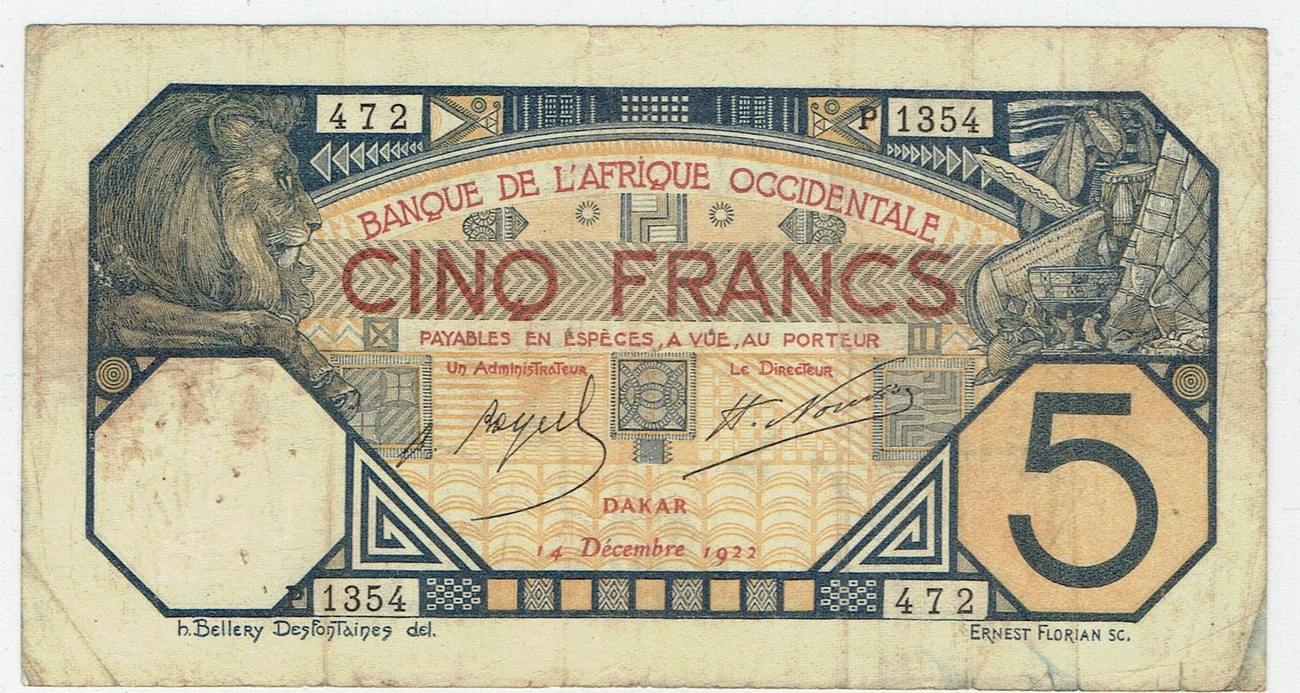 472
P 1354
BANQUE DE L'AFRIQUE OCCIDENTALE
CINQ FRANCS
PAYABLES EN ESPÈCES, A VUE, AU PORTEUR
Un Administrateur
Le Directeur
DAKAR
14 Décembre 1922
5
P 1354
472
h. Bellery Desfontaines del.
ERNEST FLORIAN SC.